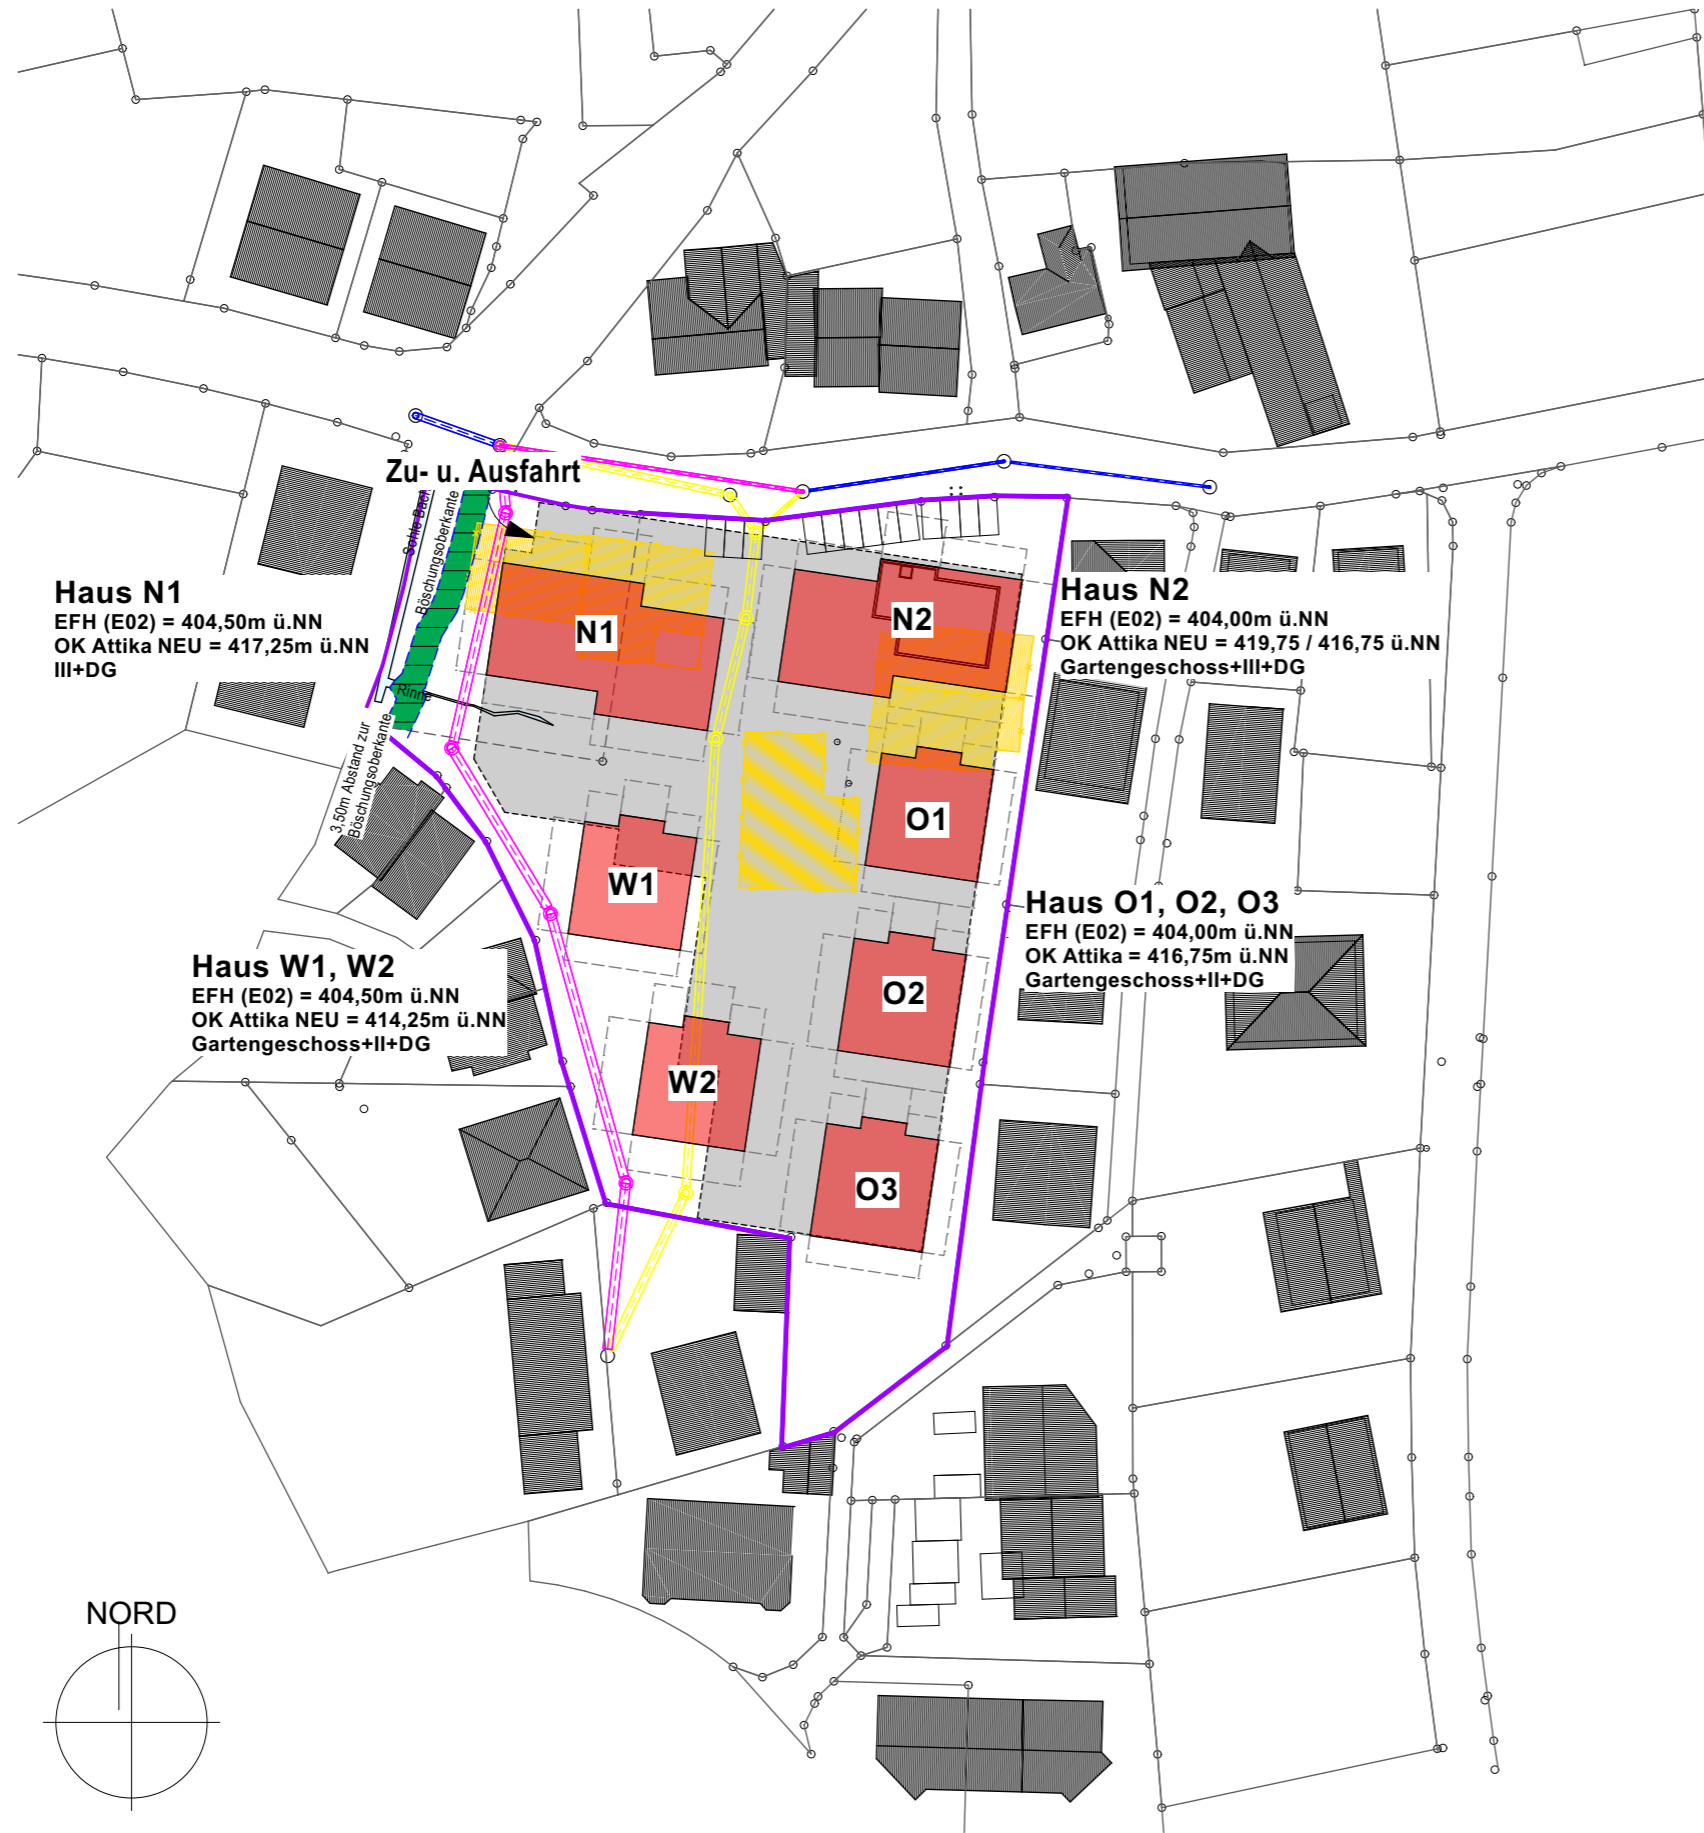 Zu- u. Ausfahrt
Sohle Bach
Böschungsoberkante
Haus N1
EFH (E02) = 404,50m ü.NN
OK Attika NEU = 417,25m ü.NN
III+DG
Rinne
3,50m Abstand zur
Böschungsoberkante
N1
N2
Haus N2
EFH (E02) = 404,00m ü.NN
OK Attika NEU = 419,75 / 416,75 ü.NN
Gartengeschoss+III+DG
O1
W1
Haus O1, O2, O3
EFH (E02) = 404,00m ü.NN
OK Attika = 416,75m ü.NN
Gartengeschoss+II+DG
Haus W1, W2
EFH (E02) = 404,50m ü.NN
OK Attika NEU = 414,25m ü.NN
Gartengeschoss+II+DG
O2
W2
O3
NORD